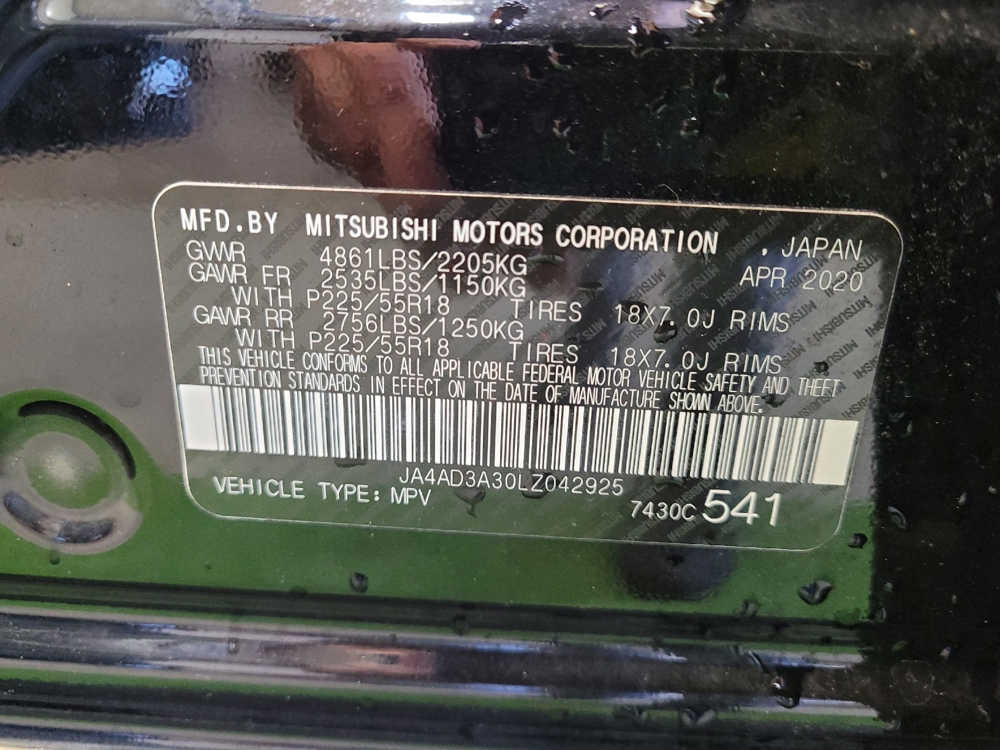 MFD.BY MITSUBISHI MOTORS CORPORATION , JAPAN
GVWR 4861LBS/2205KG APR 2020
GAWR FR 2535LBS/1150KG
WITH P225/55R18 TIRES 18X7.0J RIMS
GAWR RR 2756LBS/1250KG
WITH P225/55R18 TIRES 18X7.0J RIMS
THIS VEHICLE CONFORMS TO ALL APPLICABLE FEDERAL MOTOR VEHICLE SAFETY AND THEFT
PREVENTION STANDARDS IN EFFECT ON THE DATE OF MANUFACTURE SHOWN ABOVE.
JA4AD3A30LZ042925
VEHICLE TYPE: MPV 7430C 541